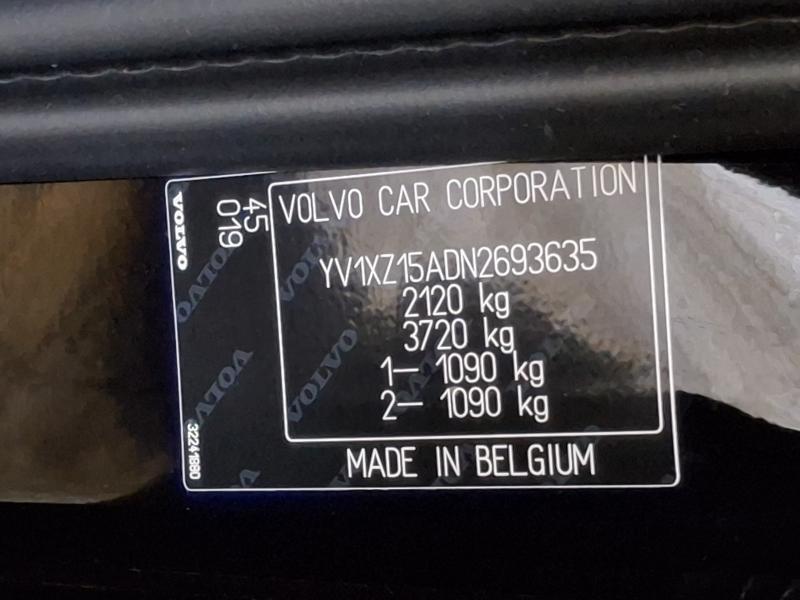 VOLVO
45
019
VOLVO CAR CORPORATION
YV1XZ15ADN2693635
2120 kg
3720 kg
1– 1090 kg
2– 1090 kg
MADE IN BELGIUM
32241980